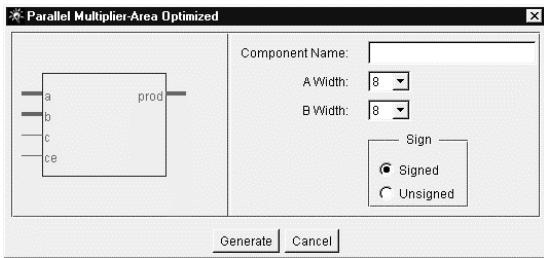 Parallel Multiplier-Area Optimized
a
b
c
ce
prod
Component Name:
A Width: 8
B Width: 8
Sign
Signed
Unsigned
Generate Cancel